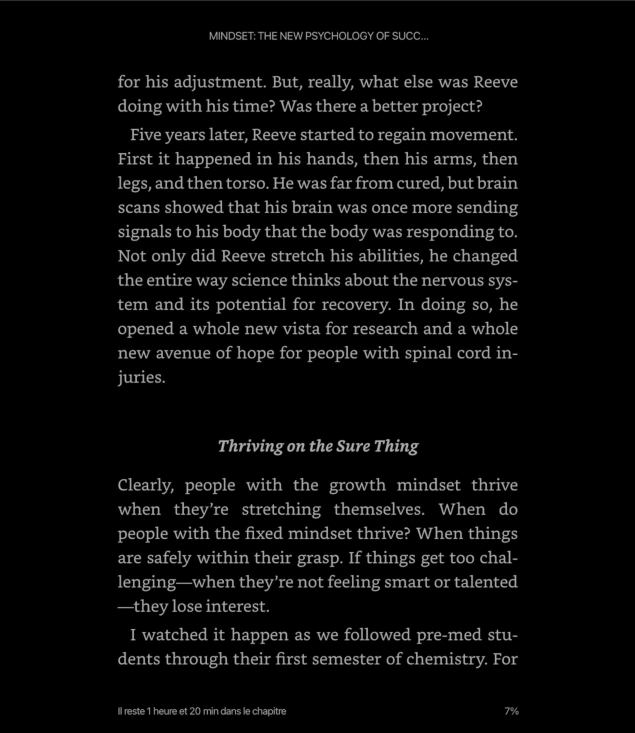 MINDSET: THE NEW PSYCHOLOGY OF SUCC...
for his adjustment. But, really, what else was Reeve
doing with his time? Was there a better project?
Five years later, Reeve started to regain movement.
First it happened in his hands, then his arms, then
legs, and then torso. He was far from cured, but brain
scans showed that his brain was once more sending
signals to his body that the body was responding to.
Not only did Reeve stretch his abilities, he changed
the entire way science thinks about the nervous sys-
tem and its potential for recovery. In doing so, he
opened a whole new vista for research and a whole
new avenue of hope for people with spinal cord in-
juries.
Thriving on the Sure Thing
Clearly, people with the growth mindset thrive
when they’re stretching themselves. When do
people with the fixed mindset thrive? When things
are safely within their grasp. If things get too chal-
lenging—when they’re not feeling smart or talented
—they lose interest.
I watched it happen as we followed pre-med stu-
dents through their first semester of chemistry. For
Il reste 1 heure et 20 min dans le chapitre
7%